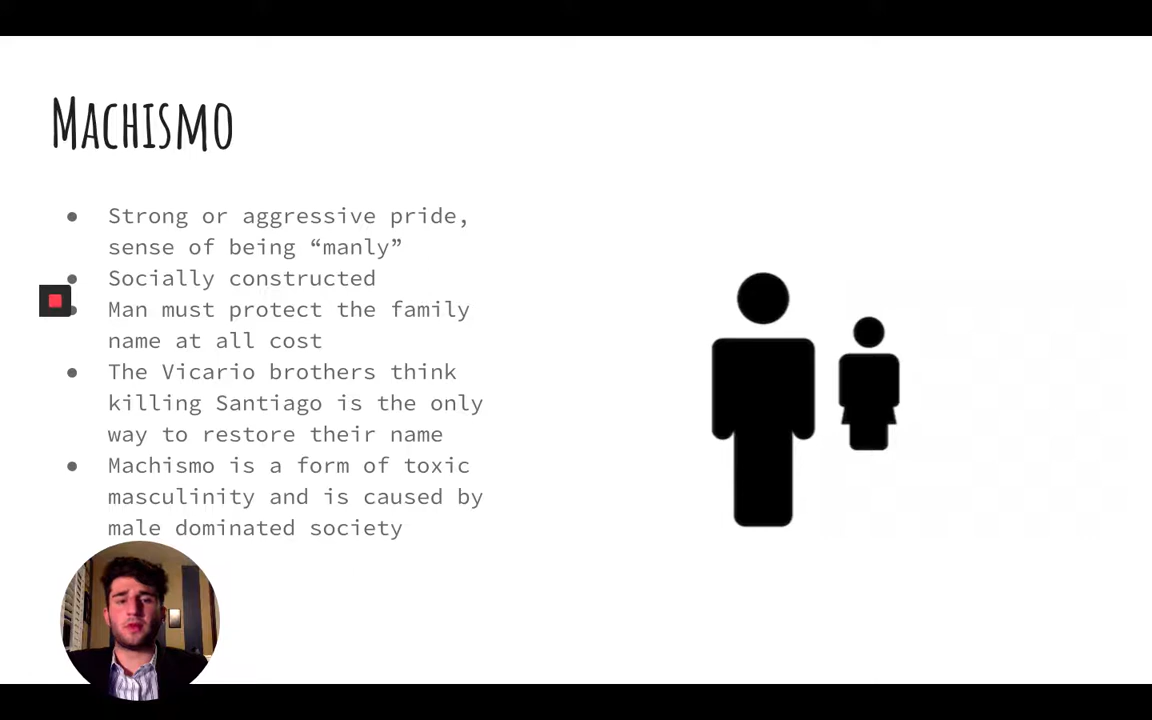 Machismo
● Strong or aggressive pride,
sense of being “manly”
● Socially constructed
● Man must protect the family
name at all cost
● The Vicario brothers think
killing Santiago is the only
way to restore their name
● Machismo is a form of toxic
masculinity and is caused by
male dominated society